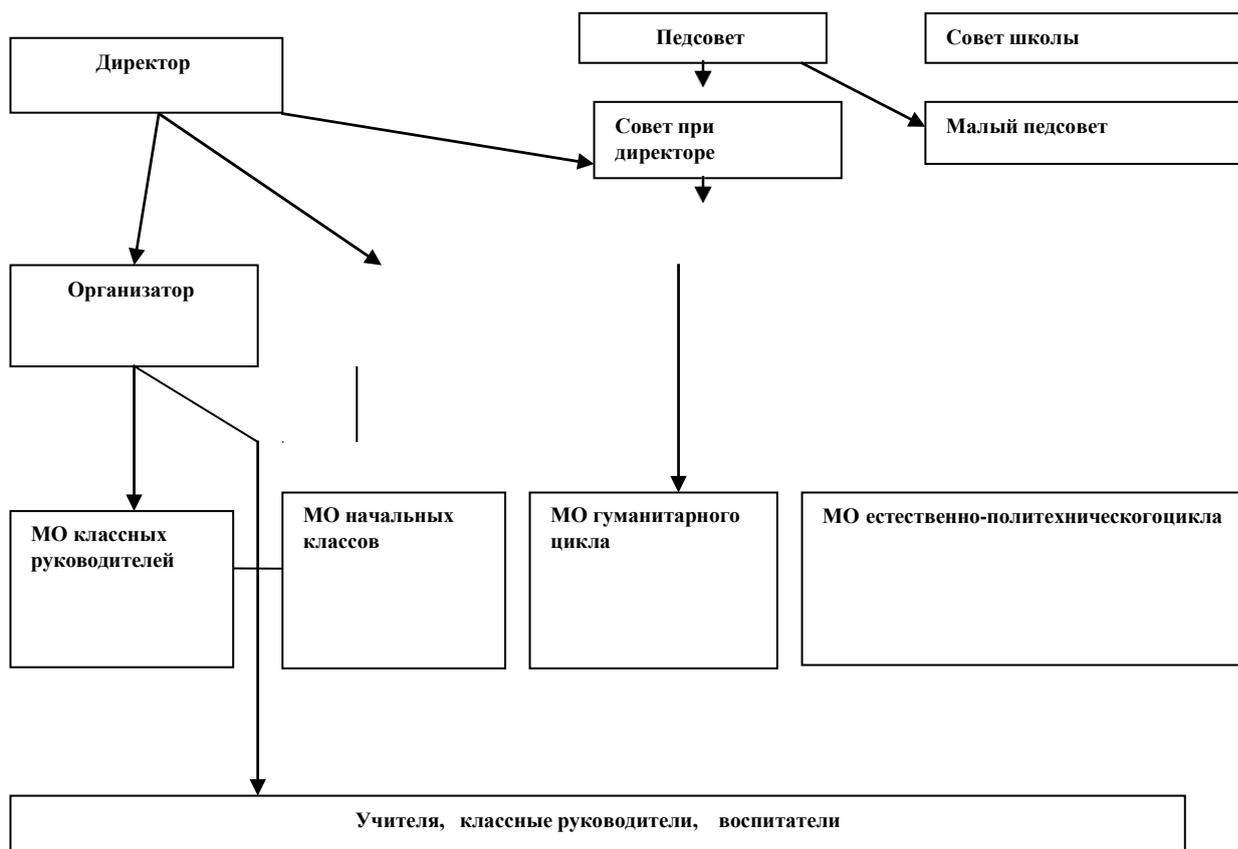 Педсовет
Совет школы
Директор
Совет при
директоре
Малый педсовет
Организатор
МО классных
руководителей
МО начальных
классов
МО гуманитарного
цикла
МО естественно-политехническогоцикла
Учителя, классные руководители, воспитатели